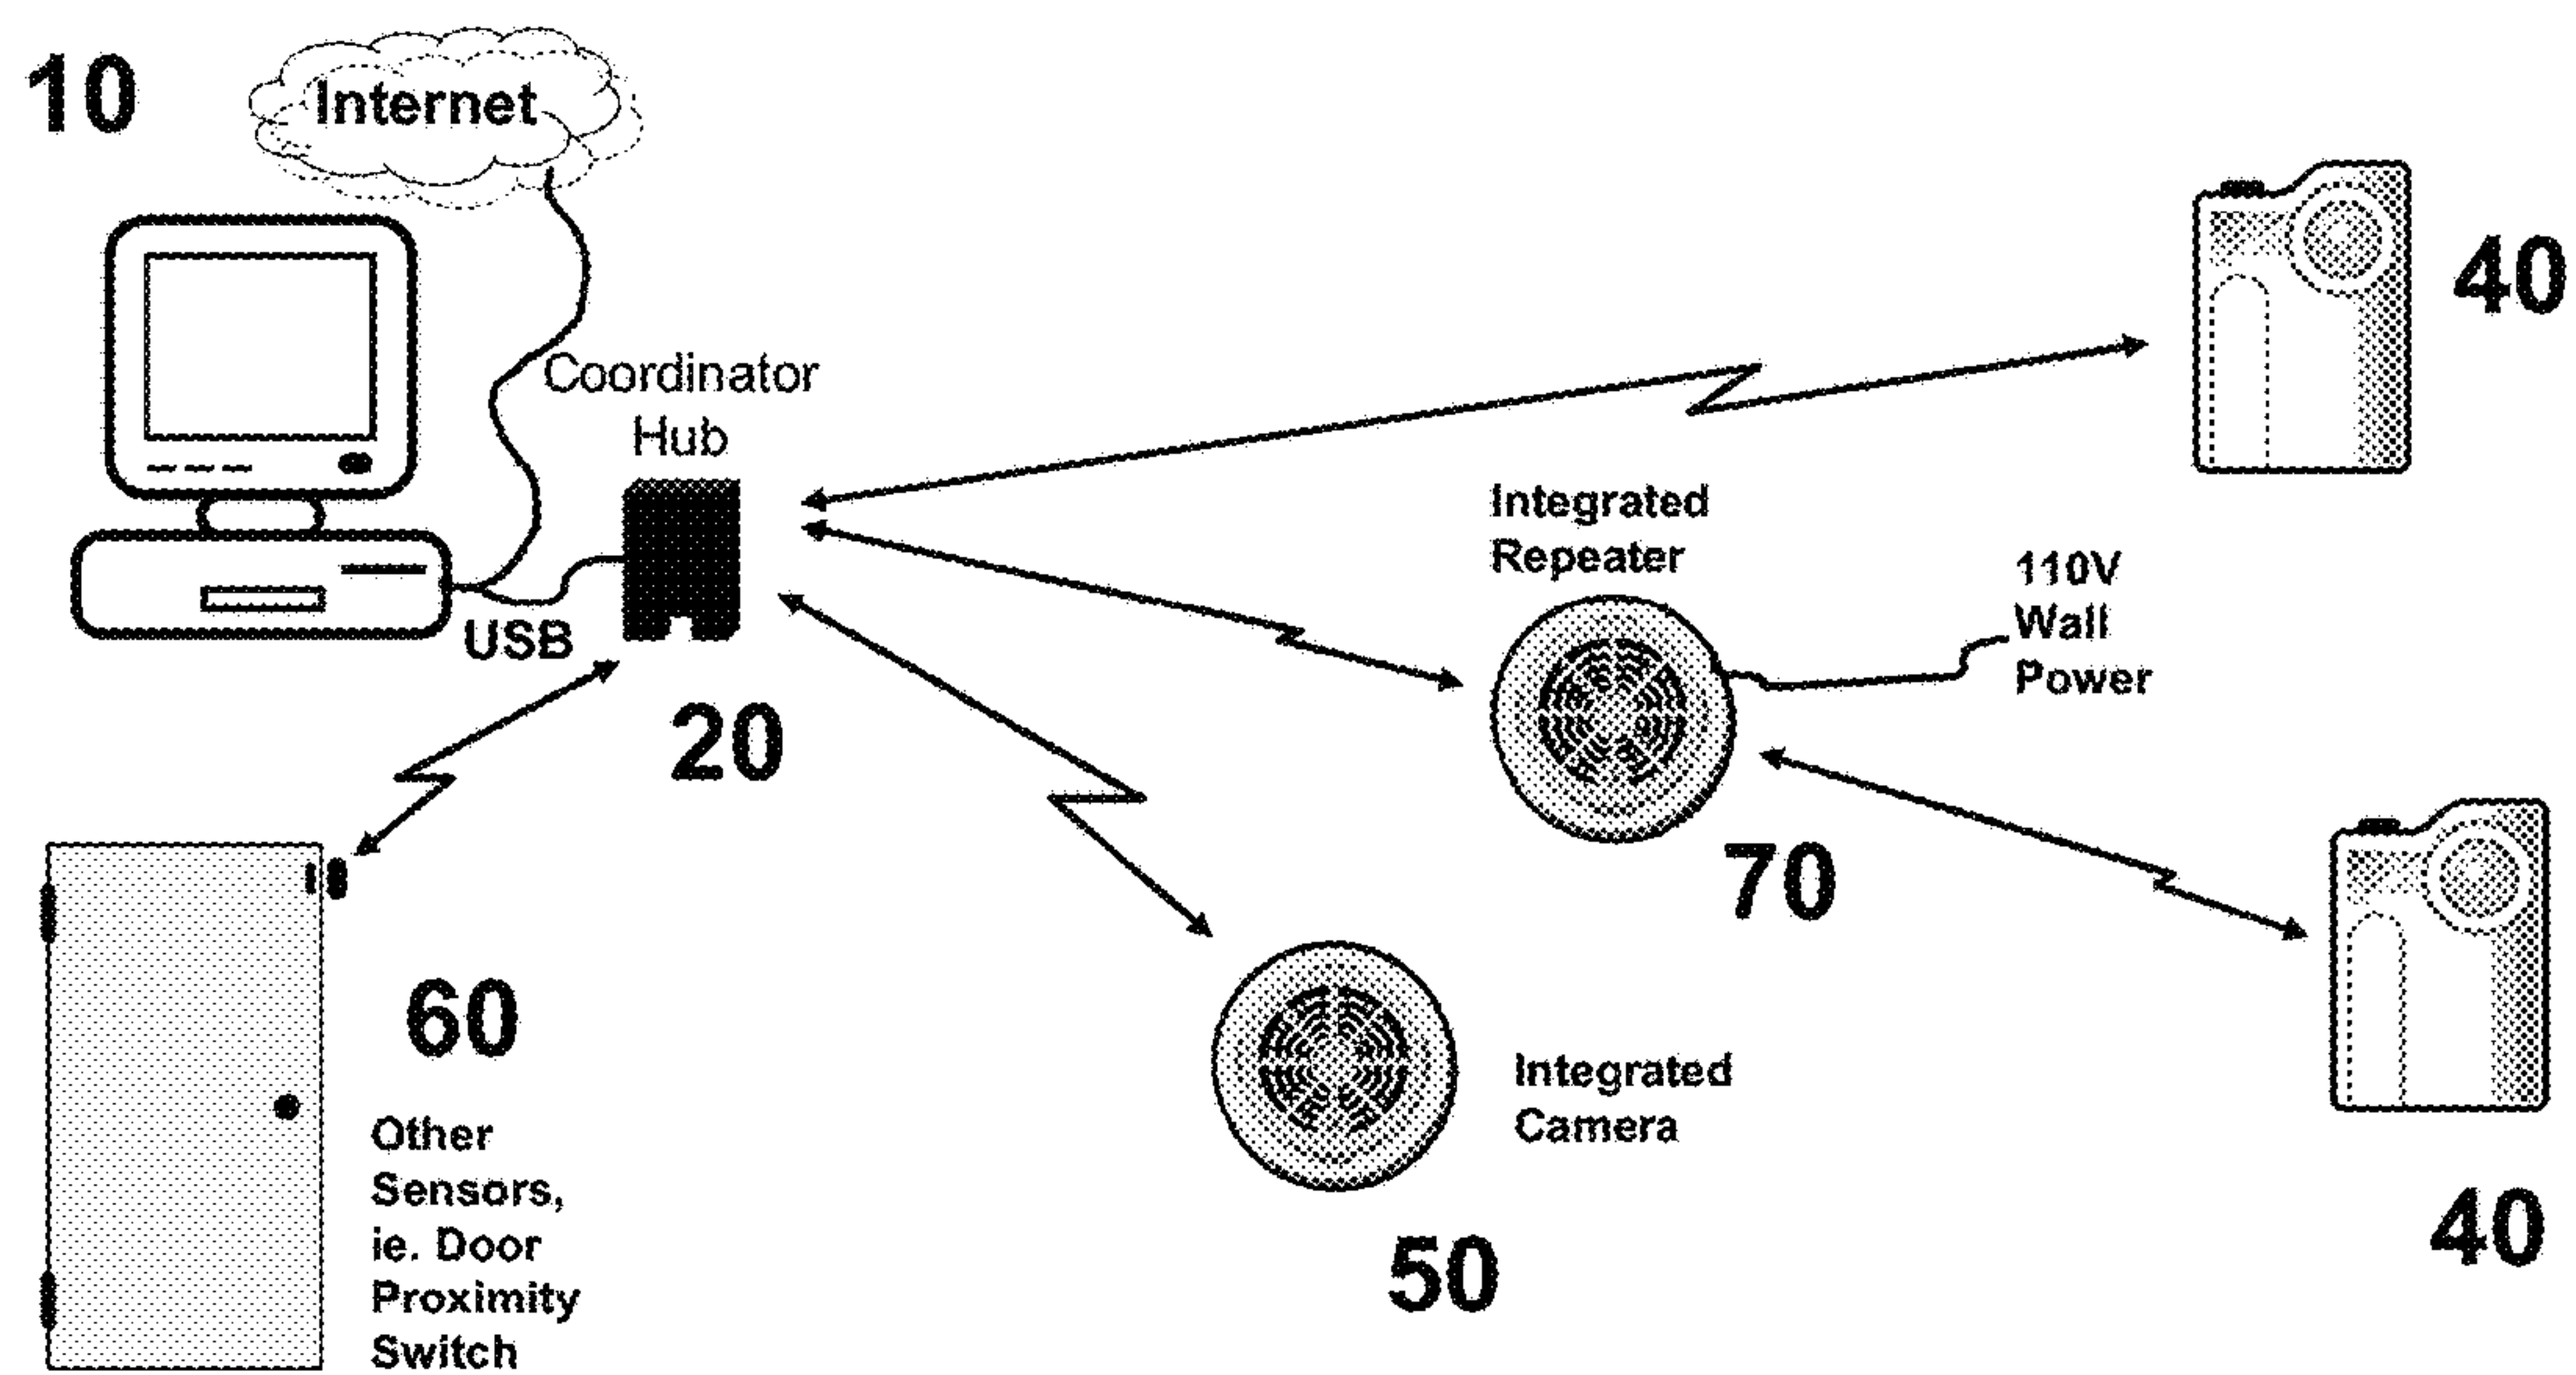 10
Internet
Coordinator
Hub
USB
20
40
Integrated
Repeater
110V
Wall
Power
70
60
Other
Sensors,
ie. Door
Proximity
Switch
Integrated
Camera
50
40